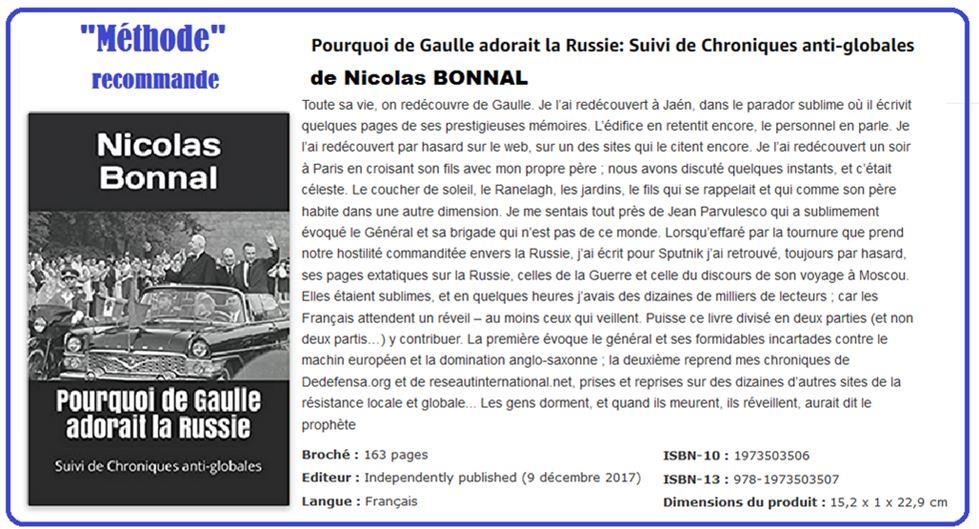 "Méthode"
recommande
Nicolas
Bonnal
Pourquoi de Gaulle
adorait la Russie
Suivi de Chroniques anti-globales
Pourquoi de Gaulle adorait la Russie: Suivi de Chroniques anti-globales
de Nicolas BONNAL
Toute sa vie, on redécouvre de Gaulle. Je l’ai redécouvert à Jaén, dans le parador sublime où il écrivit
quelques pages de ses prestigieuses mémoires. L’édifice en retentit encore, le personnel en parle. Je
l’ai redécouvert par hasard sur le web, sur un des sites qui le citent encore. Je l’ai redécouvert un soir
à Paris en croisant son fils avec mon propre père ; nous avons discuté quelques instants, et c’était
céleste. Le coucher de soleil, le Ranelagh, les jardins, le fils qui se rappelait et qui comme son père
habite dans une autre dimension. Je me sentais tout près de Jean Parvulesco qui a sublimement
évoqué le Général et sa brigade qui n’est pas de ce monde. Lorsqu’effaré par la tournure que prend
notre hostilité commanditée envers la Russie, j’ai écrit pour Sputnik j’ai retrouvé, toujours par hasard,
ses pages extatiques sur la Russie, celles de la Guerre et celle du discours de son voyage à Moscou.
Elles étaient sublimes, et en quelques heures j’avais des dizaines de milliers de lecteurs ; car les
Français attendent un réveil – au moins ceux qui veillent. Puisse ce livre divisé en deux parties (et non
deux partis…) y contribuer. La première évoque le général et ses formidables incartades contre le
machin européen et la domination anglo-saxonne ; la deuxième reprend mes chroniques de
Dedefensa.org et de reseautinternational.net, prises et reprises sur des dizaines d’autres sites de la
résistance locale et globale... Les gens dorment, et quand ils meurent, ils réveillent, aurait dit le
prophète
Broché : 163 pages
Editeur : Independently published (9 décembre 2017)
Langue : Français
ISBN-10 : 1973503506
ISBN-13 : 978-1973503507
Dimensions du produit : 15,2 x 1 x 22,9 cm